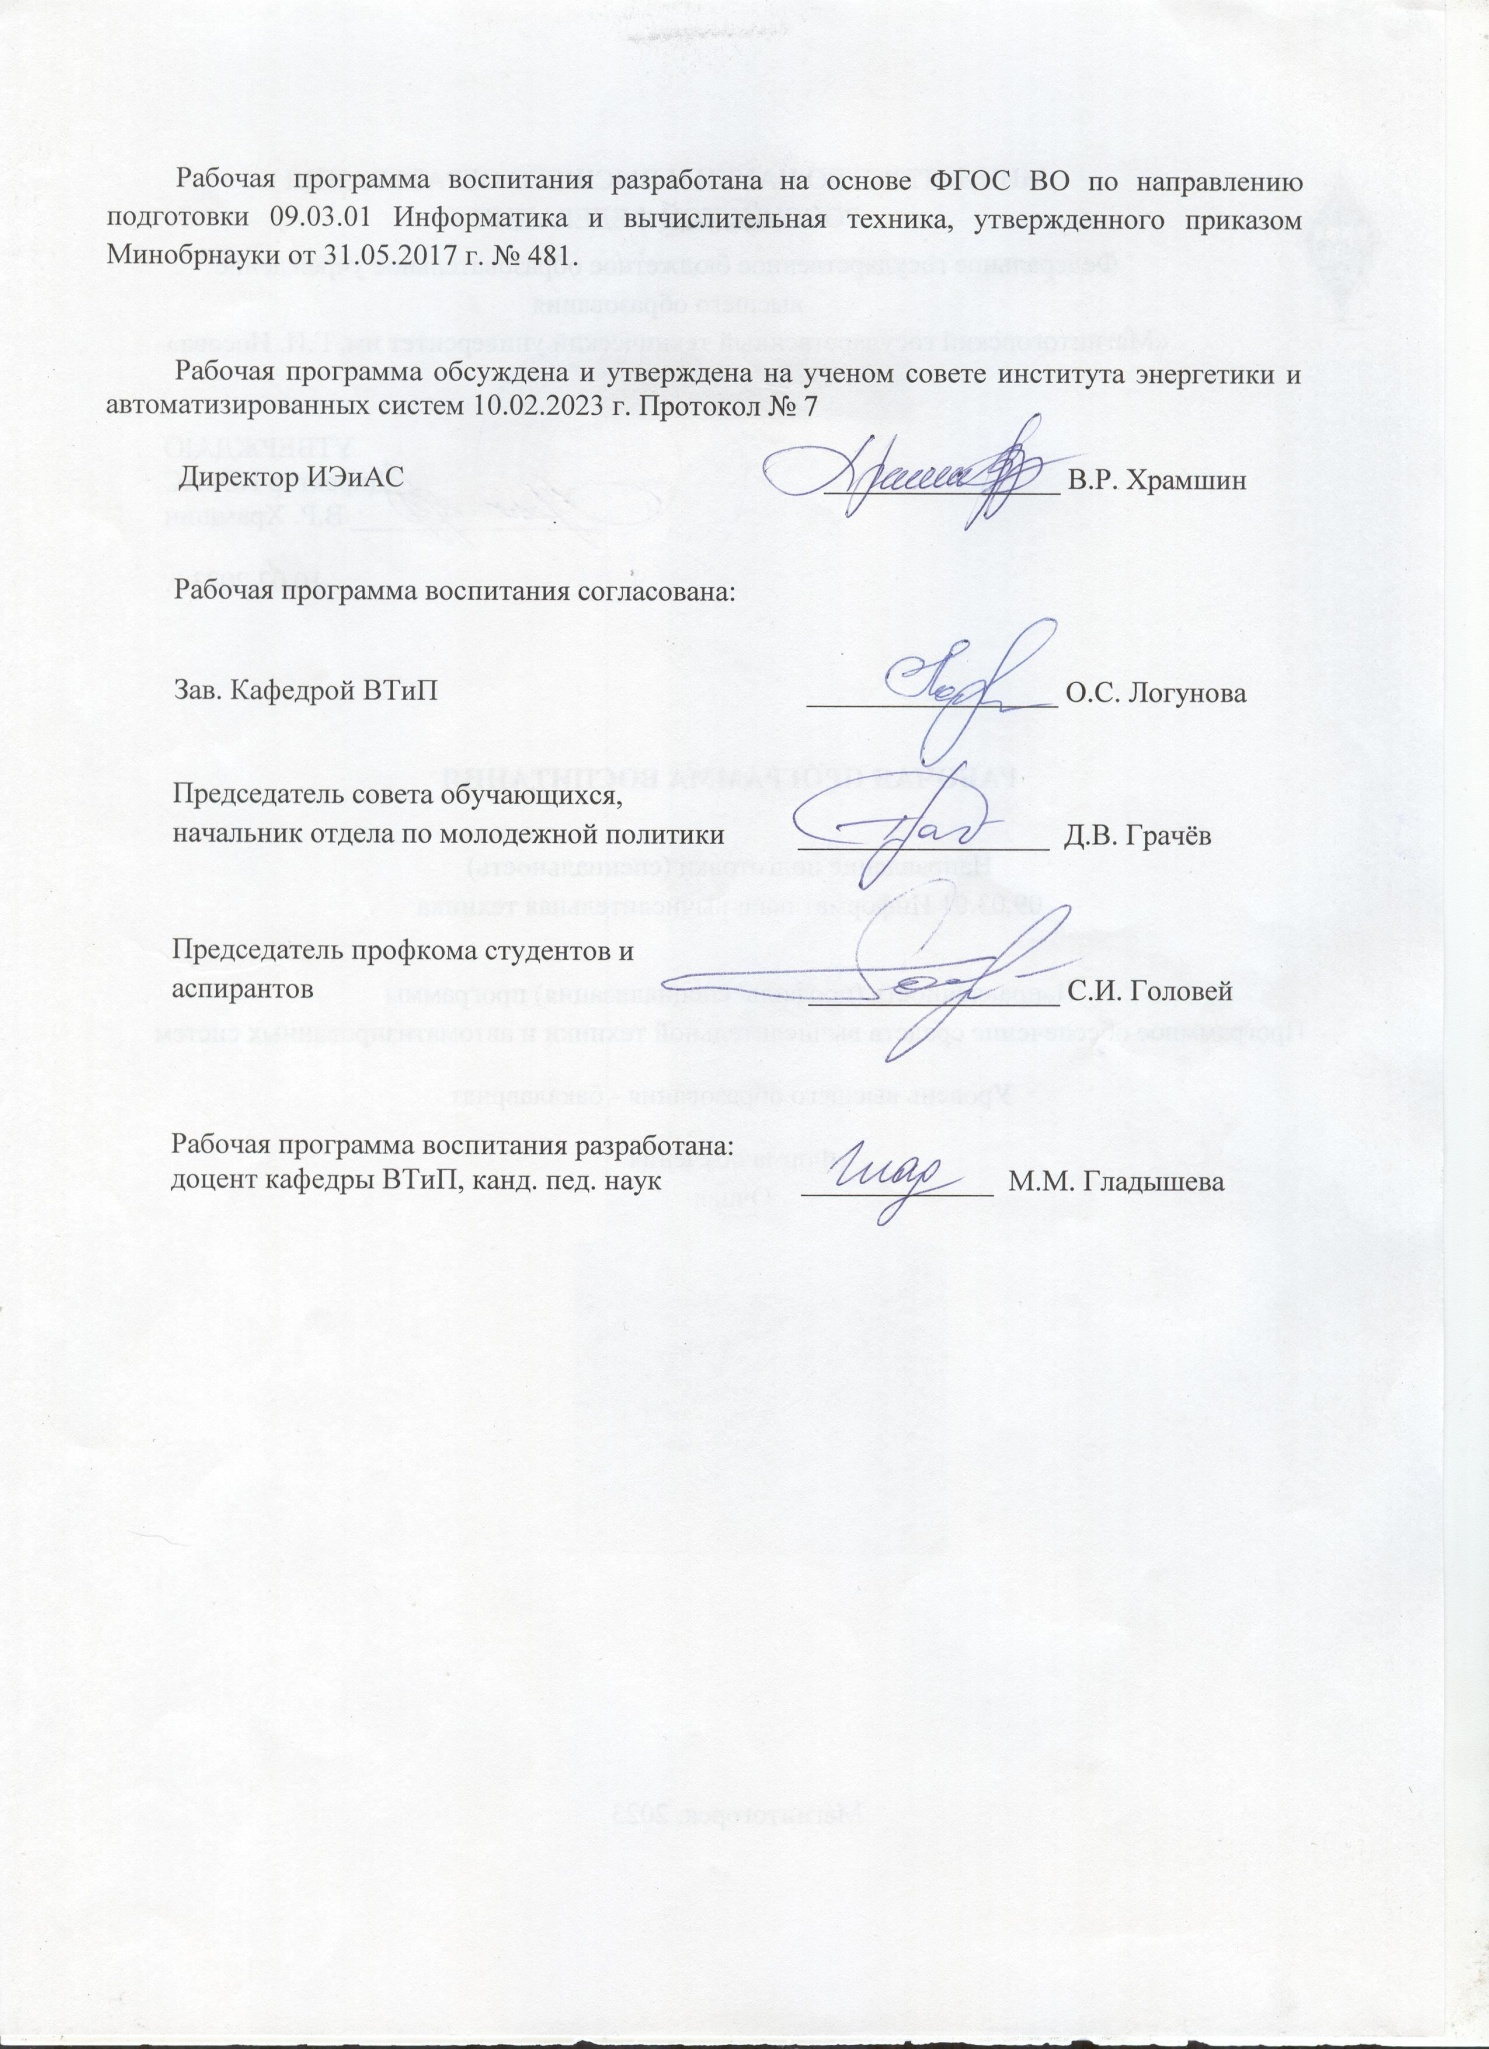 Рабочая программа воспитания разработана на основе ФГОС ВО по направлению
подготовки 09.03.01 Информатика и вычислительная техника, утвержденного приказом
Минобрнауки от 31.05.2017 г. № 481.
Рабочая программа обсуждена и утверждена на ученом совете института энергетики и
автоматизированных систем 10.02.2023 г. Протокол № 7
Директор ИЭиАС В.Р. Храмшин
Рабочая программа воспитания согласована:
Зав. Кафедрой ВТиП О.С. Логунова
Председатель совета обучающихся,
начальник отдела по молодежной политики Д.В. Грачёв
Председатель профкома студентов и
аспирантов С.И. Головей
Рабочая программа воспитания разработана:
доцент кафедры ВТиП, канд. пед. наук М.М. Гладышева